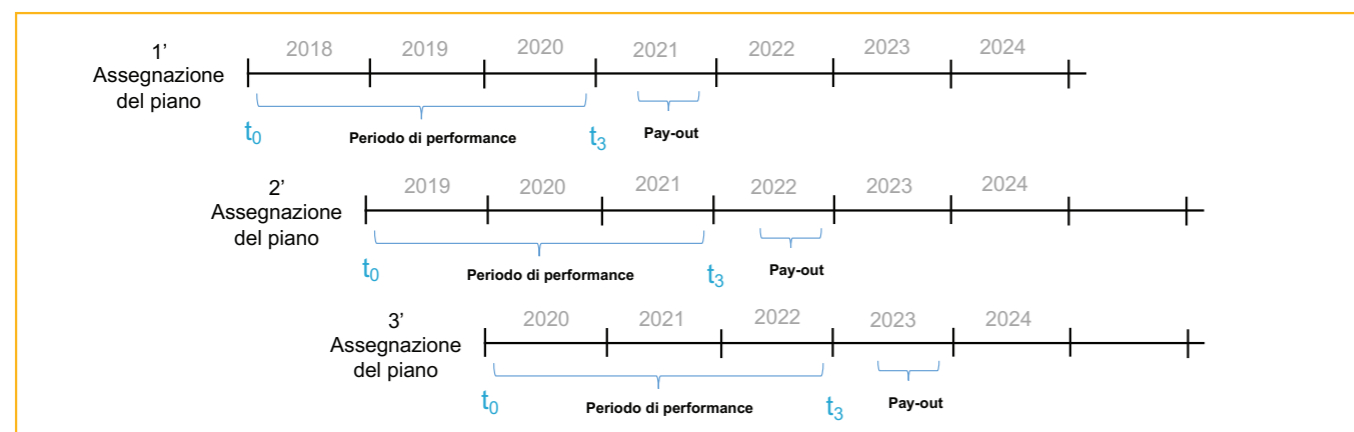 1’
Assegnazione
del piano
2018 2019 2020 2021 2022 2023 2024
t0 Periodo di performance t3 Pay-out
2’
Assegnazione
del piano
2019 2020 2021 2022 2023 2024
t0 Periodo di performance t3 Pay-out
3’
Assegnazione
del piano
2020 2021 2022 2023 2024
t0 Periodo di performance t3 Pay-out